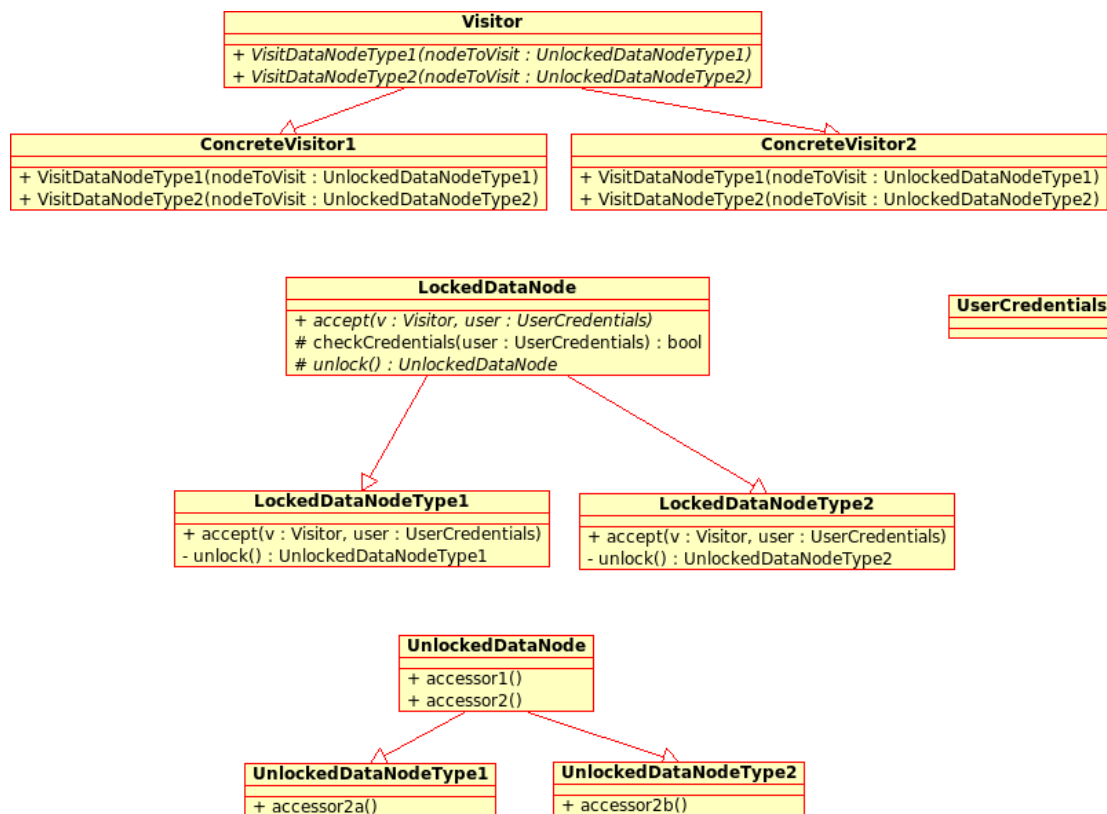 Visitor
+ VisitDataNodeType1(nodeToVisit : UnlockedDataNodeType1)
+ VisitDataNodeType2(nodeToVisit : UnlockedDataNodeType2)
ConcreteVisitor1
+ VisitDataNodeType1(nodeToVisit : UnlockedDataNodeType1)
+ VisitDataNodeType2(nodeToVisit : UnlockedDataNodeType2)
ConcreteVisitor2
+ VisitDataNodeType1(nodeToVisit : UnlockedDataNodeType1)
+ VisitDataNodeType2(nodeToVisit : UnlockedDataNodeType2)
LockedDataNode
+ accept(v : Visitor, user : UserCredentials)
# checkCredentials(user : UserCredentials) : bool
# unlock() : UnlockedDataNode
UserCredentials
LockedDataNodeType1
+ accept(v : Visitor, user : UserCredentials)
- unlock() : UnlockedDataNodeType1
LockedDataNodeType2
+ accept(v : Visitor, user : UserCredentials)
- unlock() : UnlockedDataNodeType2
UnlockedDataNode
+ accessor1()
+ accessor2()
UnlockedDataNodeType1
+ accessor2a()
UnlockedDataNodeType2
+ accessor2b()